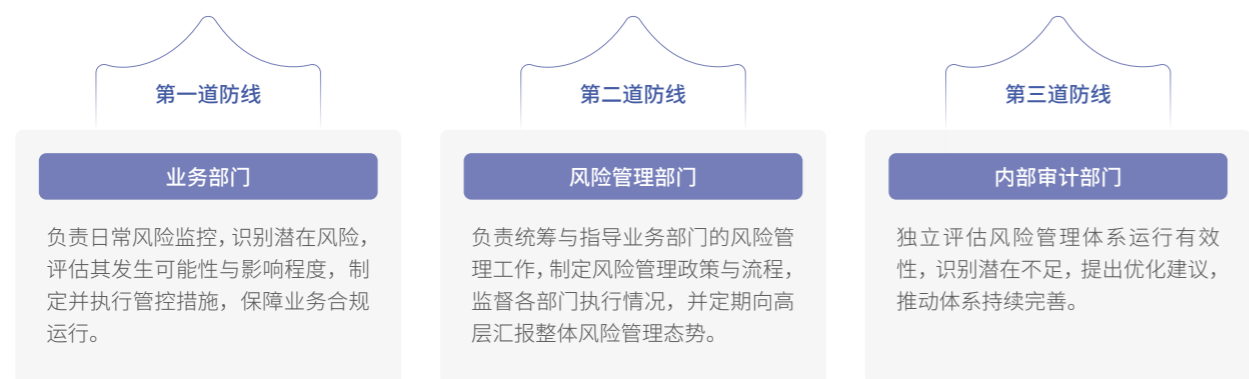 第一道防线
业务部门
负责日常风险监控，识别潜在风险，
评估其发生可能性与影响程度，制
定并执行管控措施，保障业务合规
运行。
第二道防线
风险管理部门
负责统筹与指导业务部门的风险管
理工作，制定风险管理政策与流程，
监督各部门执行情况，并定期向高
层汇报整体风险管理态势。
第三道防线
内部审计部门
独立评估风险管理体系运行有效
性，识别潜在不足，提出优化建议，
推动体系持续完善。